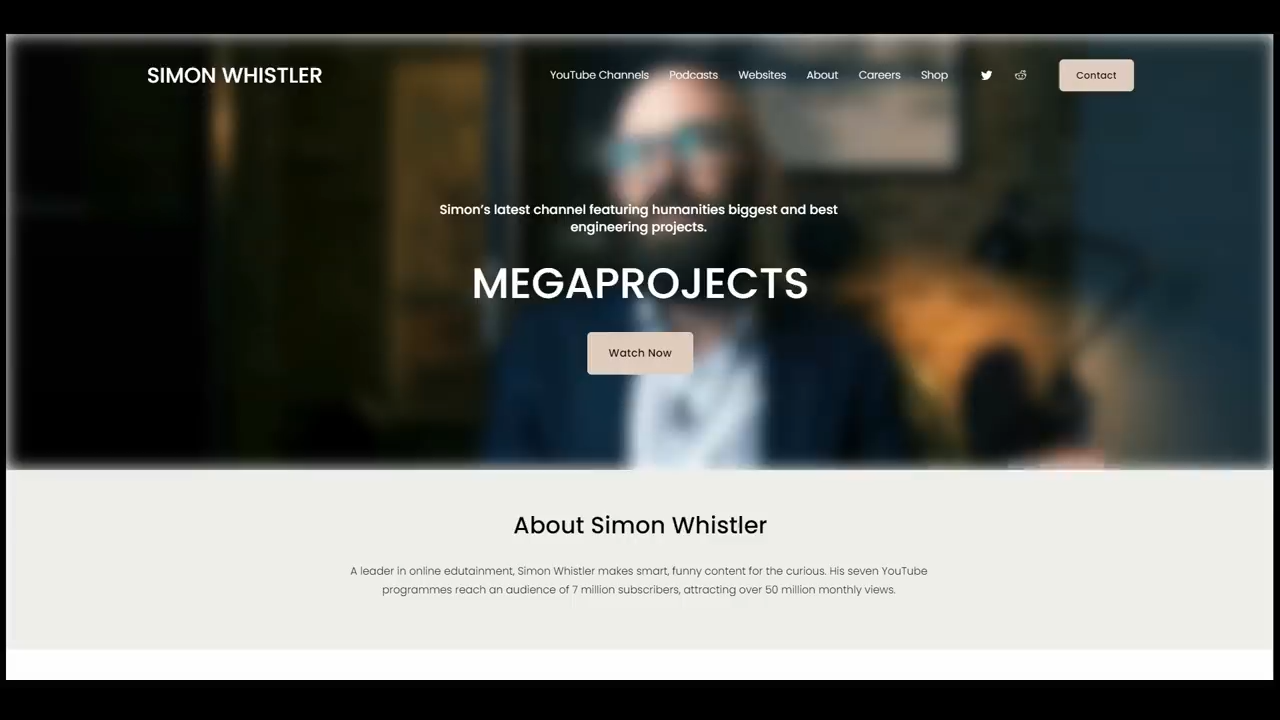 SIMON WHISTLER
YouTube Channels Podcasts Websites About Careers Shop Contact
Simon’s latest channel featuring humanities biggest and best
engineering projects.
MEGAPROJECTS
Watch Now
About Simon Whistler
A leader in online edutainment, Simon Whistler makes smart, funny content for the curious. His seven YouTube
programmes reach an audience of 7 million subscribers, attracting over 50 million monthly views.